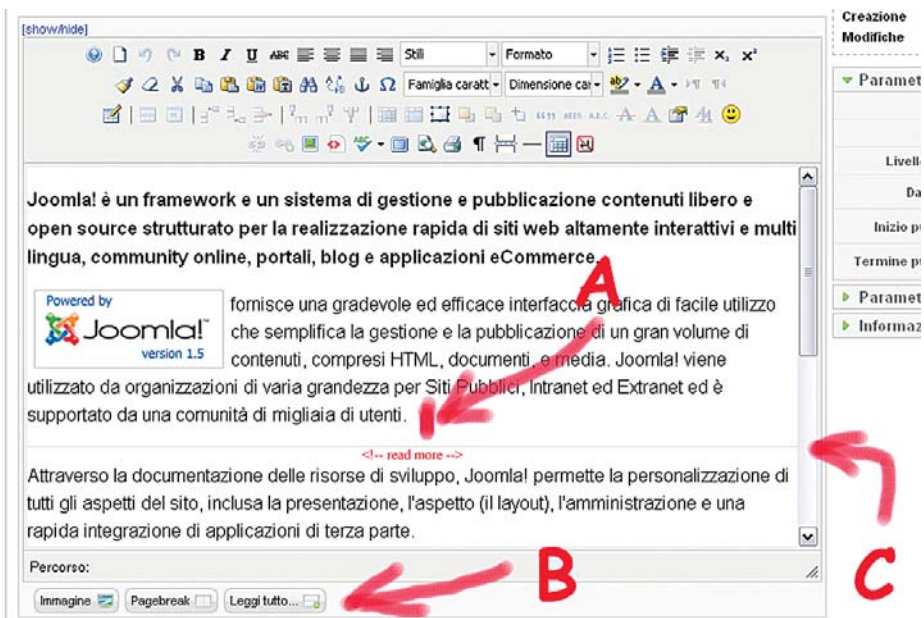 Creazione
Modifiche
[show/hide]
B I U ABC Stili Formato
Famiglia caratt Dimensione car
Paramet
Livell
Da
Inizio pu
Termine pu
Paramet
Informaz
Joomla! è un framework e un sistema di gestione e pubblicazione contenuti libero e
open source strutturato per la realizzazione rapida di siti web altamente interattivi e multi
lingua, community online, portali, blog e applicazioni eCommerce.
A
Powered by
Joomla!™
version 1.5
fornisce una gradevole ed efficace interfaccia grafica di facile utilizzo
che semplifica la gestione e la pubblicazione di un gran volume di
contenuti, compresi HTML, documenti, e media. Joomla! viene
utilizzato da organizzazioni di varia grandezza per Siti Pubblici, Intranet ed Extranet ed è
supportato da una comunità di migliaia di utenti.
<!-- read more -->
Attraverso la documentazione delle risorse di sviluppo, Joomla! permette la personalizzazione di
tutti gli aspetti del sito, inclusa la presentazione, l'aspetto (il layout), l'amministrazione e una
rapida integrazione di applicazioni di terza parte.
Percorso:
Immagine Pagebreak Leggi tutto...
B
C